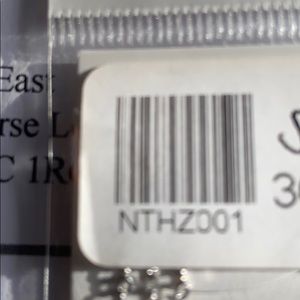 East
rse L
C 1R
NTHZ001
3